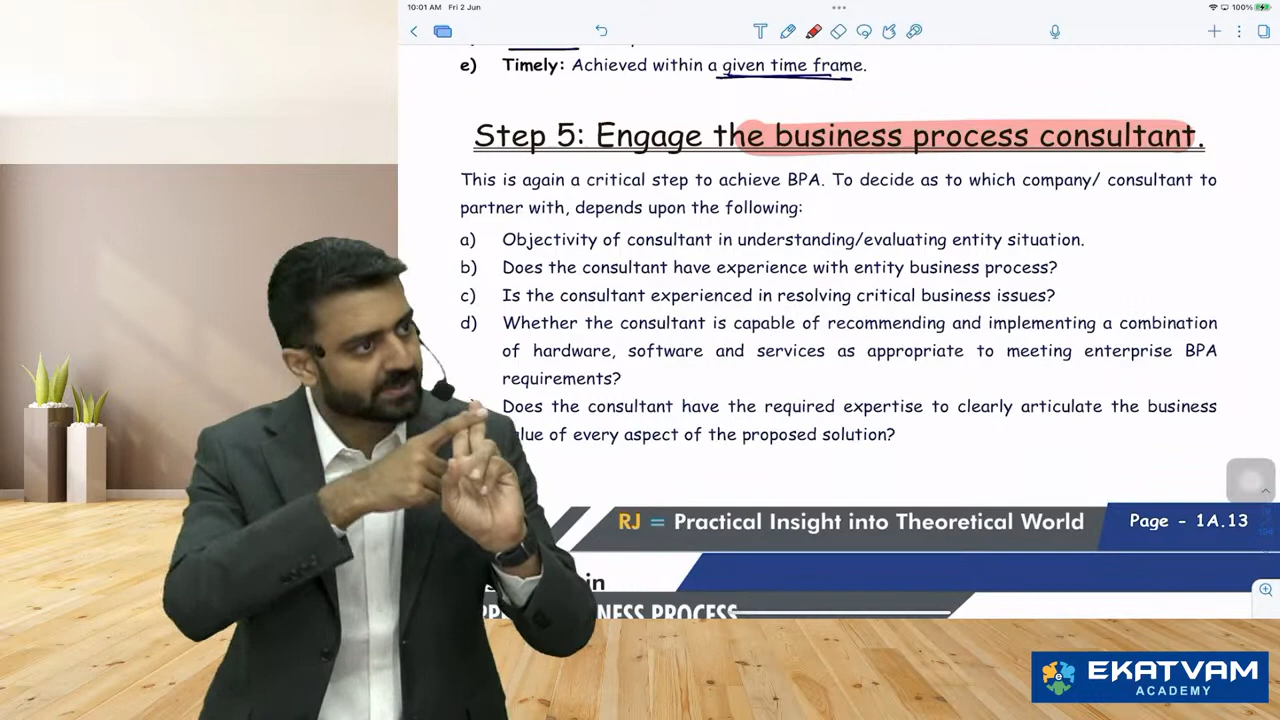 10:01 AM Fri 2 Jun
100%
e) Timely: Achieved within a given time frame.
Step 5: Engage the business process consultant.
This is again a critical step to achieve BPA. To decide as to which company/ consultant to
partner with, depends upon the following:
a) Objectivity of consultant in understanding/evaluating entity situation.
b) Does the consultant have experience with entity business process?
c) Is the consultant experienced in resolving critical business issues?
d) Whether the consultant is capable of recommending and implementing a combination
of hardware, software and services as appropriate to meeting enterprise BPA
requirements?
Does the consultant have the required expertise to clearly articulate the business
of every aspect of the proposed solution?
RJ = Practical Insight into Theoretical World
Page - 1A.13
in
PROCESS
EKATVAM
ACADEMY